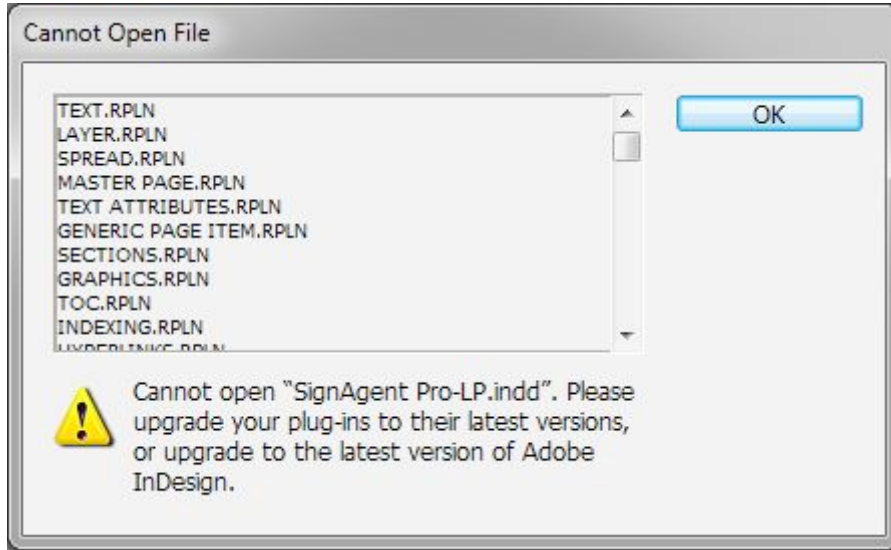 Cannot Open File
TEXT.RPLN
LAYER.RPLN
SPREAD.RPLN
MASTER PAGE.RPLN
TEXT ATTRIBUTES.RPLN
GENERIC PAGE ITEM.RPLN
SECTIONS.RPLN
GRAPHICS.RPLN
TOC.RPLN
INDEXING.RPLN
HYPERLINKS.RPLN
OK
Cannot open “SignAgent Pro-LP.indd”. Please
upgrade your plug-ins to their latest versions,
or upgrade to the latest version of Adobe
InDesign.